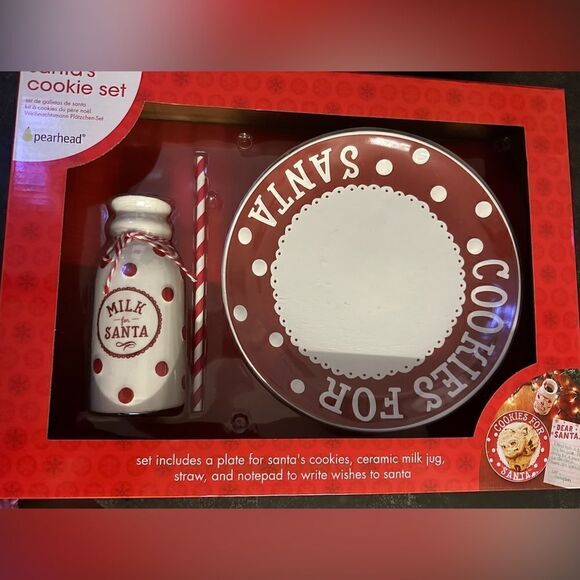 santa's
cookie set
set de galletas de santa
kit à cookies du père noël
Weihnachtsmann Plätzchen-Set
pearhead®
MILK
for
SANTA
COOKIES FOR
SANTA
set includes a plate for santa's cookies, ceramic milk jug,
straw, and notepad to write wishes to santa
COOKIES FOR
SANTA
DEAR
SANTA,